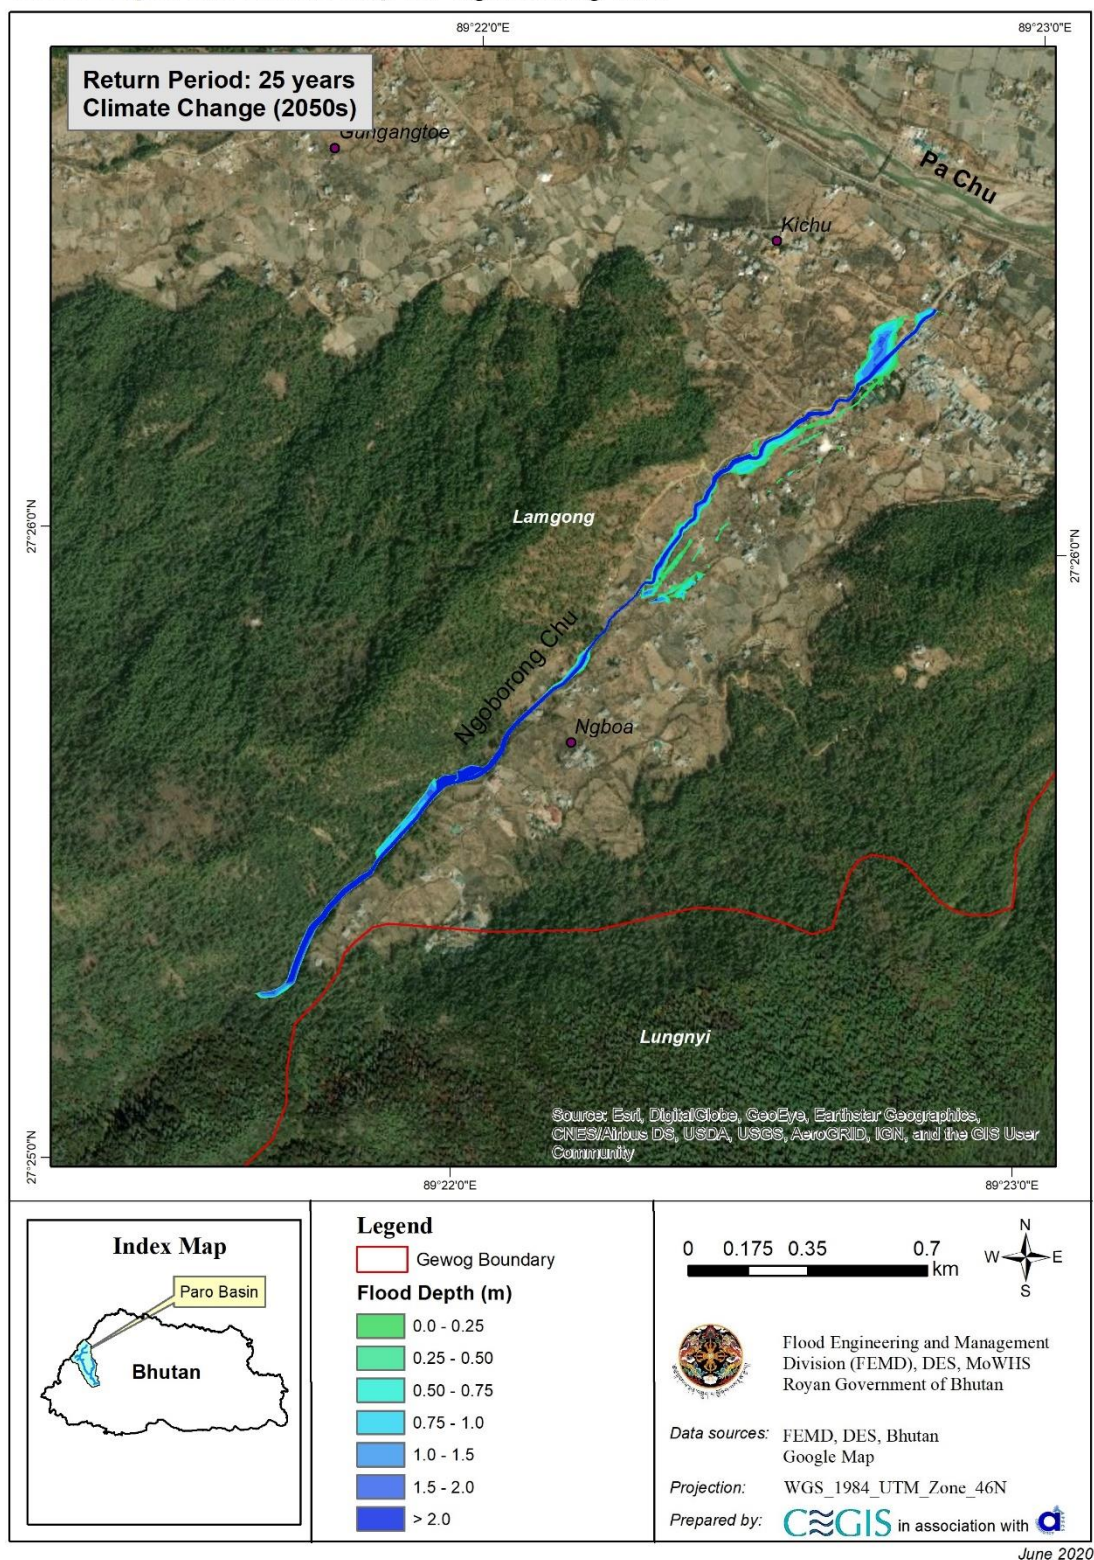 89°22'0"E
89°23'0"E
Return Period: 25 years
Climate Change (2050s)
Gungangtoe
Pa Chu
Kichu
Lamgong
27°26'0"N
27°26'0"N
Ngoborong Chu
Ngboa
Lungnyi
Source: Esri, DigitalGlobe, GeoEye, Earthstar Geographics,
CNES/Airbus DS, USDA, USGS, AeroGRID, IGN, and the GIS User
Community
27°25'0"N
89°22'0"E
89°23'0"E
Index Map
Paro Basin
Bhutan
Legend
Gewog Boundary
Flood Depth (m)
0.0 - 0.25
0.25 - 0.50
0.50 - 0.75
0.75 - 1.0
1.0 - 1.5
1.5 - 2.0
> 2.0
0 0.175 0.35 0.7
km
N
W E
S
Flood Engineering and Management
Division (FEMD), DES, MoWHS
Royan Government of Bhutan
Data sources: FEMD, DES, Bhutan
Google Map
Projection: WGS_1984_UTM_Zone_46N
Prepared by: CEGIS in association with
June 2020